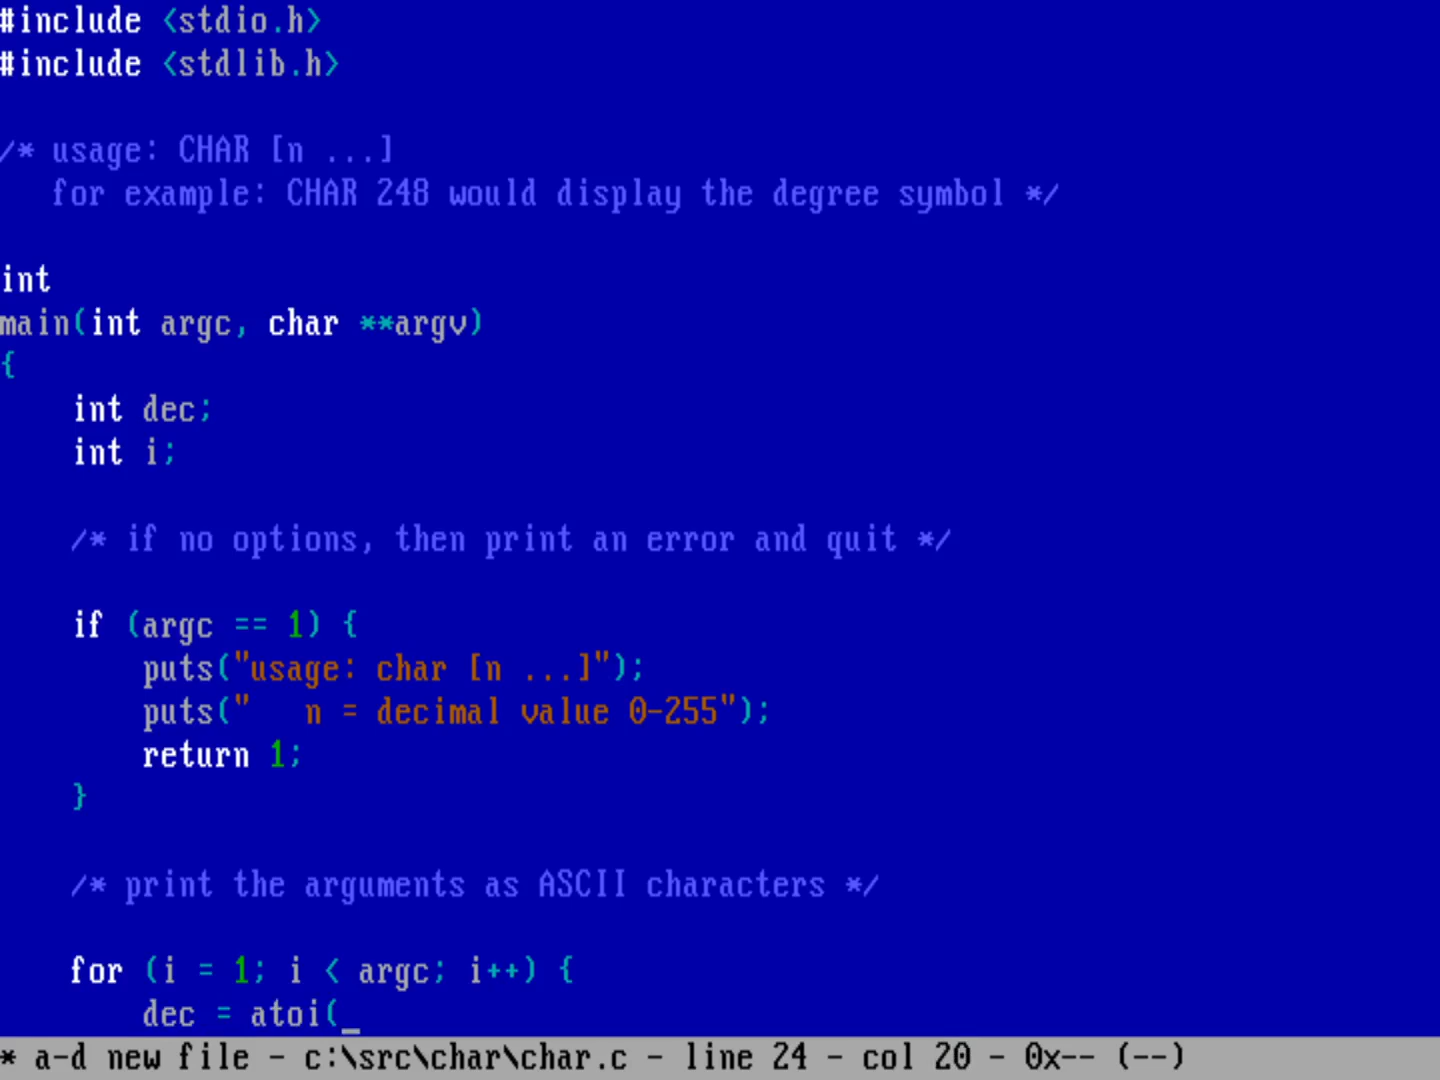 #include <stdio.h>
#include <stdlib.h>

/* usage: CHAR [n ...]
   for example: CHAR 248 would display the degree symbol */

int
main(int argc, char **argv)
{
    int dec;
    int i;

    /* if no options, then print an error and quit */

    if (argc == 1) {
        puts("usage: char [n ...]");
        puts("   n = decimal value 0-255");
        return 1;
    }

    /* print the arguments as ASCII characters */

    for (i = 1; i < argc; i++) {
        dec = atoi(_
* a-d new file - c:\src\char\char.c - line 24 - col 20 - 0x-- (--)